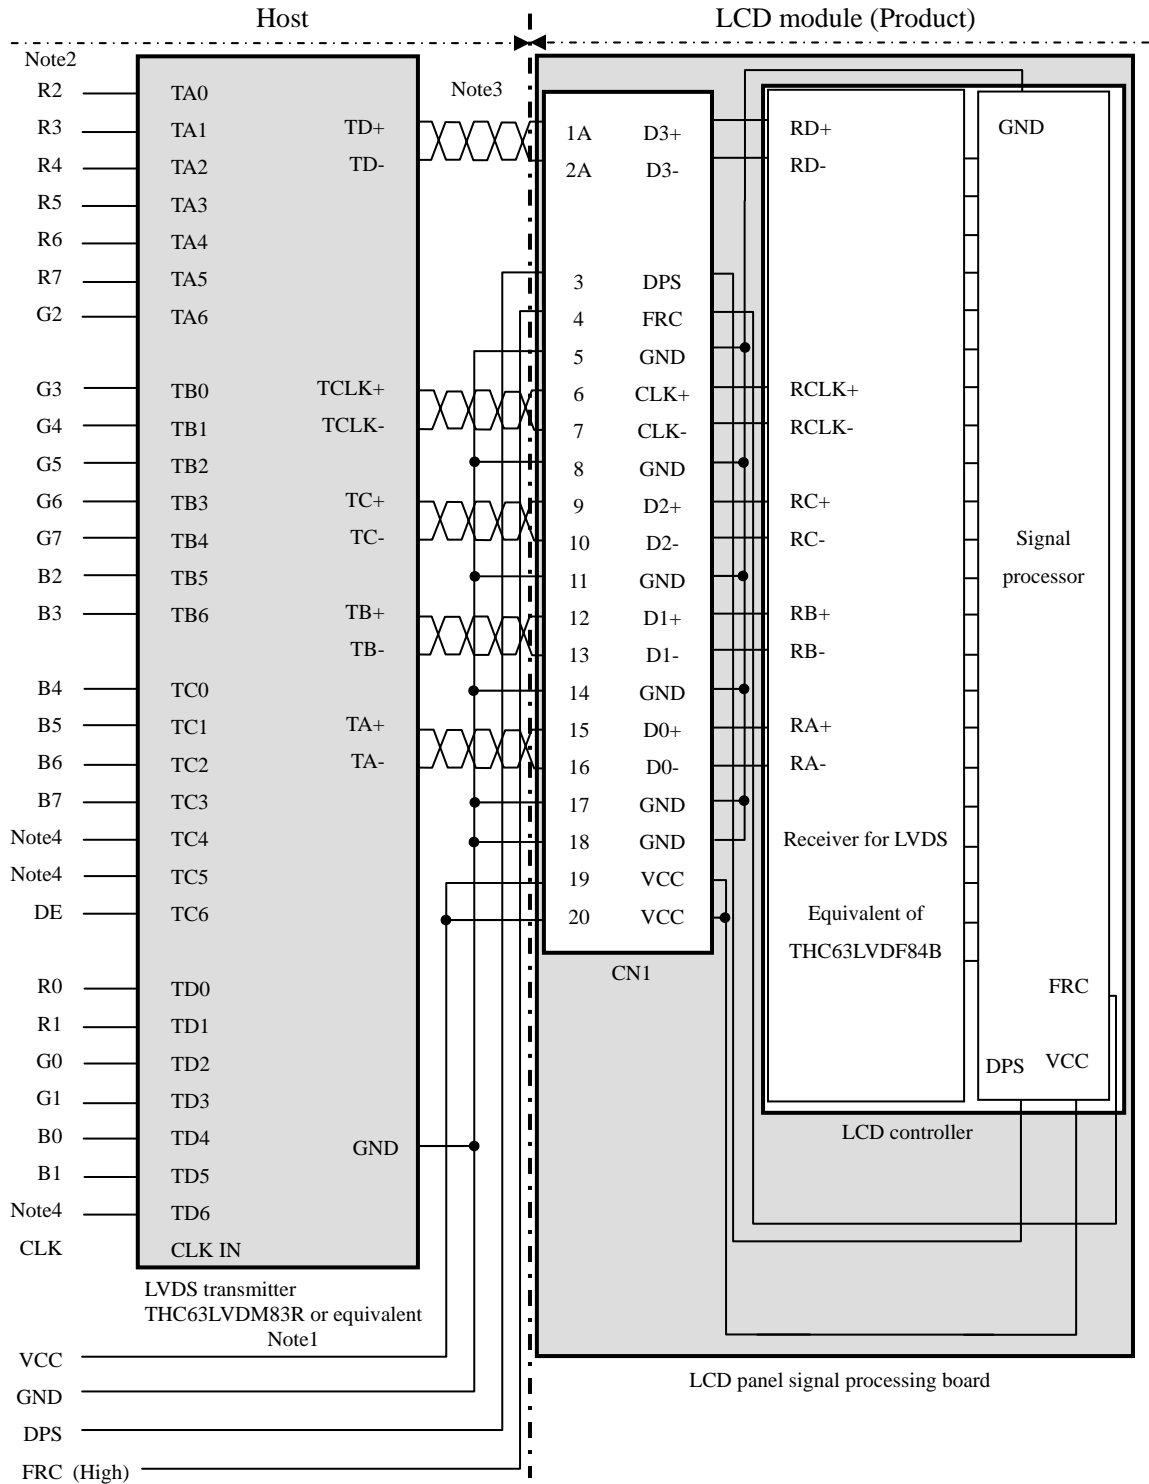 Host
LCD module (Product)
Note2
Note3
R2
R3
R4
R5
R6
R7
G2
G3
G4
G5
G6
G7
B2
B3
B4
B5
B6
B7
Note4
Note4
DE
R0
R1
G0
G1
B0
B1
Note4
CLK
TA0
TA1
TA2
TA3
TA4
TA5
TA6
TB0
TB1
TB2
TB3
TB4
TB5
TB6
TC0
TC1
TC2
TC3
TC4
TC5
TC6
TD0
TD1
TD2
TD3
TD4
TD5
TD6
CLK IN
TD+
TD-
TCLK+
TCLK-
TC+
TC-
TB+
TB-
TA+
TA-
GND
LVDS transmitter
THC63LVDM83R or equivalent
Note1
VCC
GND
DPS
FRC (High)
1A D3+
2A D3-
3 DPS
4 FRC
5 GND
6 CLK+
7 CLK-
8 GND
9 D2+
10 D2-
11 GND
12 D1+
13 D1-
14 GND
15 D0+
16 D0-
17 GND
18 GND
19 VCC
20 VCC
CN1
RD+
RD-
RCLK+
RCLK-
RC+
RC-
RB+
RB-
RA+
RA-
Receiver for LVDS
Equivalent of
THC63LVDF84B
GND
Signal
processor
FRC
DPS VCC
LCD controller
LCD panel signal processing board